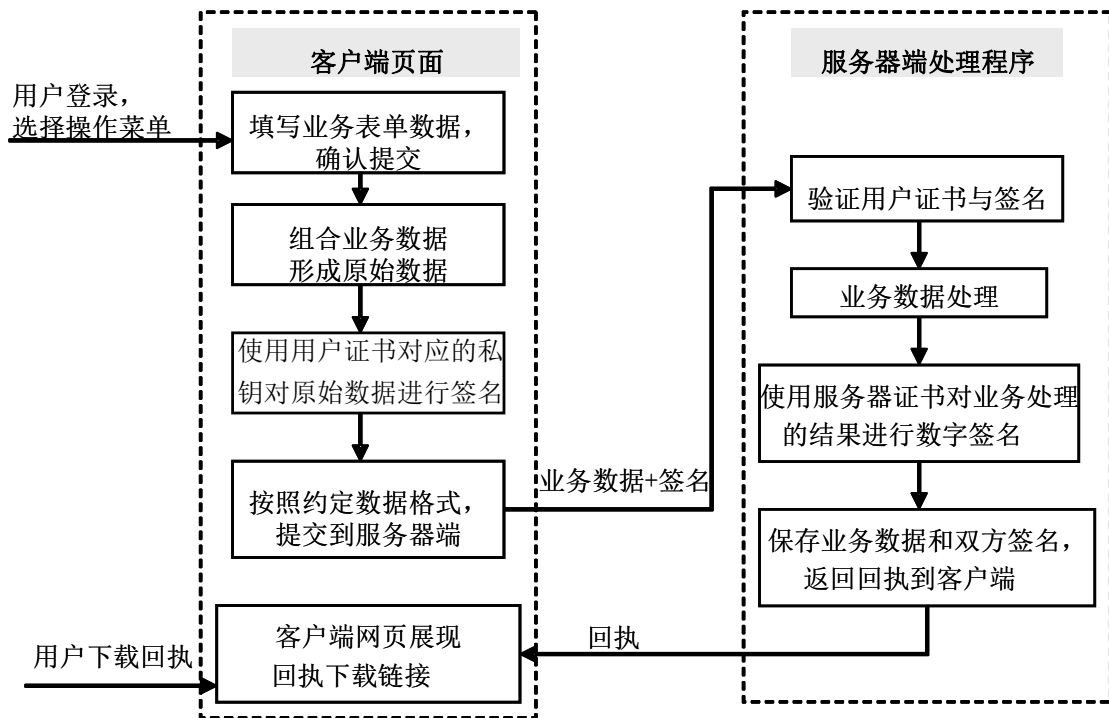 客户端页面
用户登录，
选择操作菜单
填写业务表单数据，
确认提交
组合业务数据
形成原始数据
使用用户证书对应的私
钥对原始数据进行签名
按照约定数据格式，
提交到服务器端
业务数据+签名
服务器端处理程序
验证用户证书与签名
业务数据处理
使用服务器证书对业务处理
的结果进行数字签名
保存业务数据和双方签名，
返回回执到客户端
回执
客户端网页展现
回执下载链接
用户下载回执